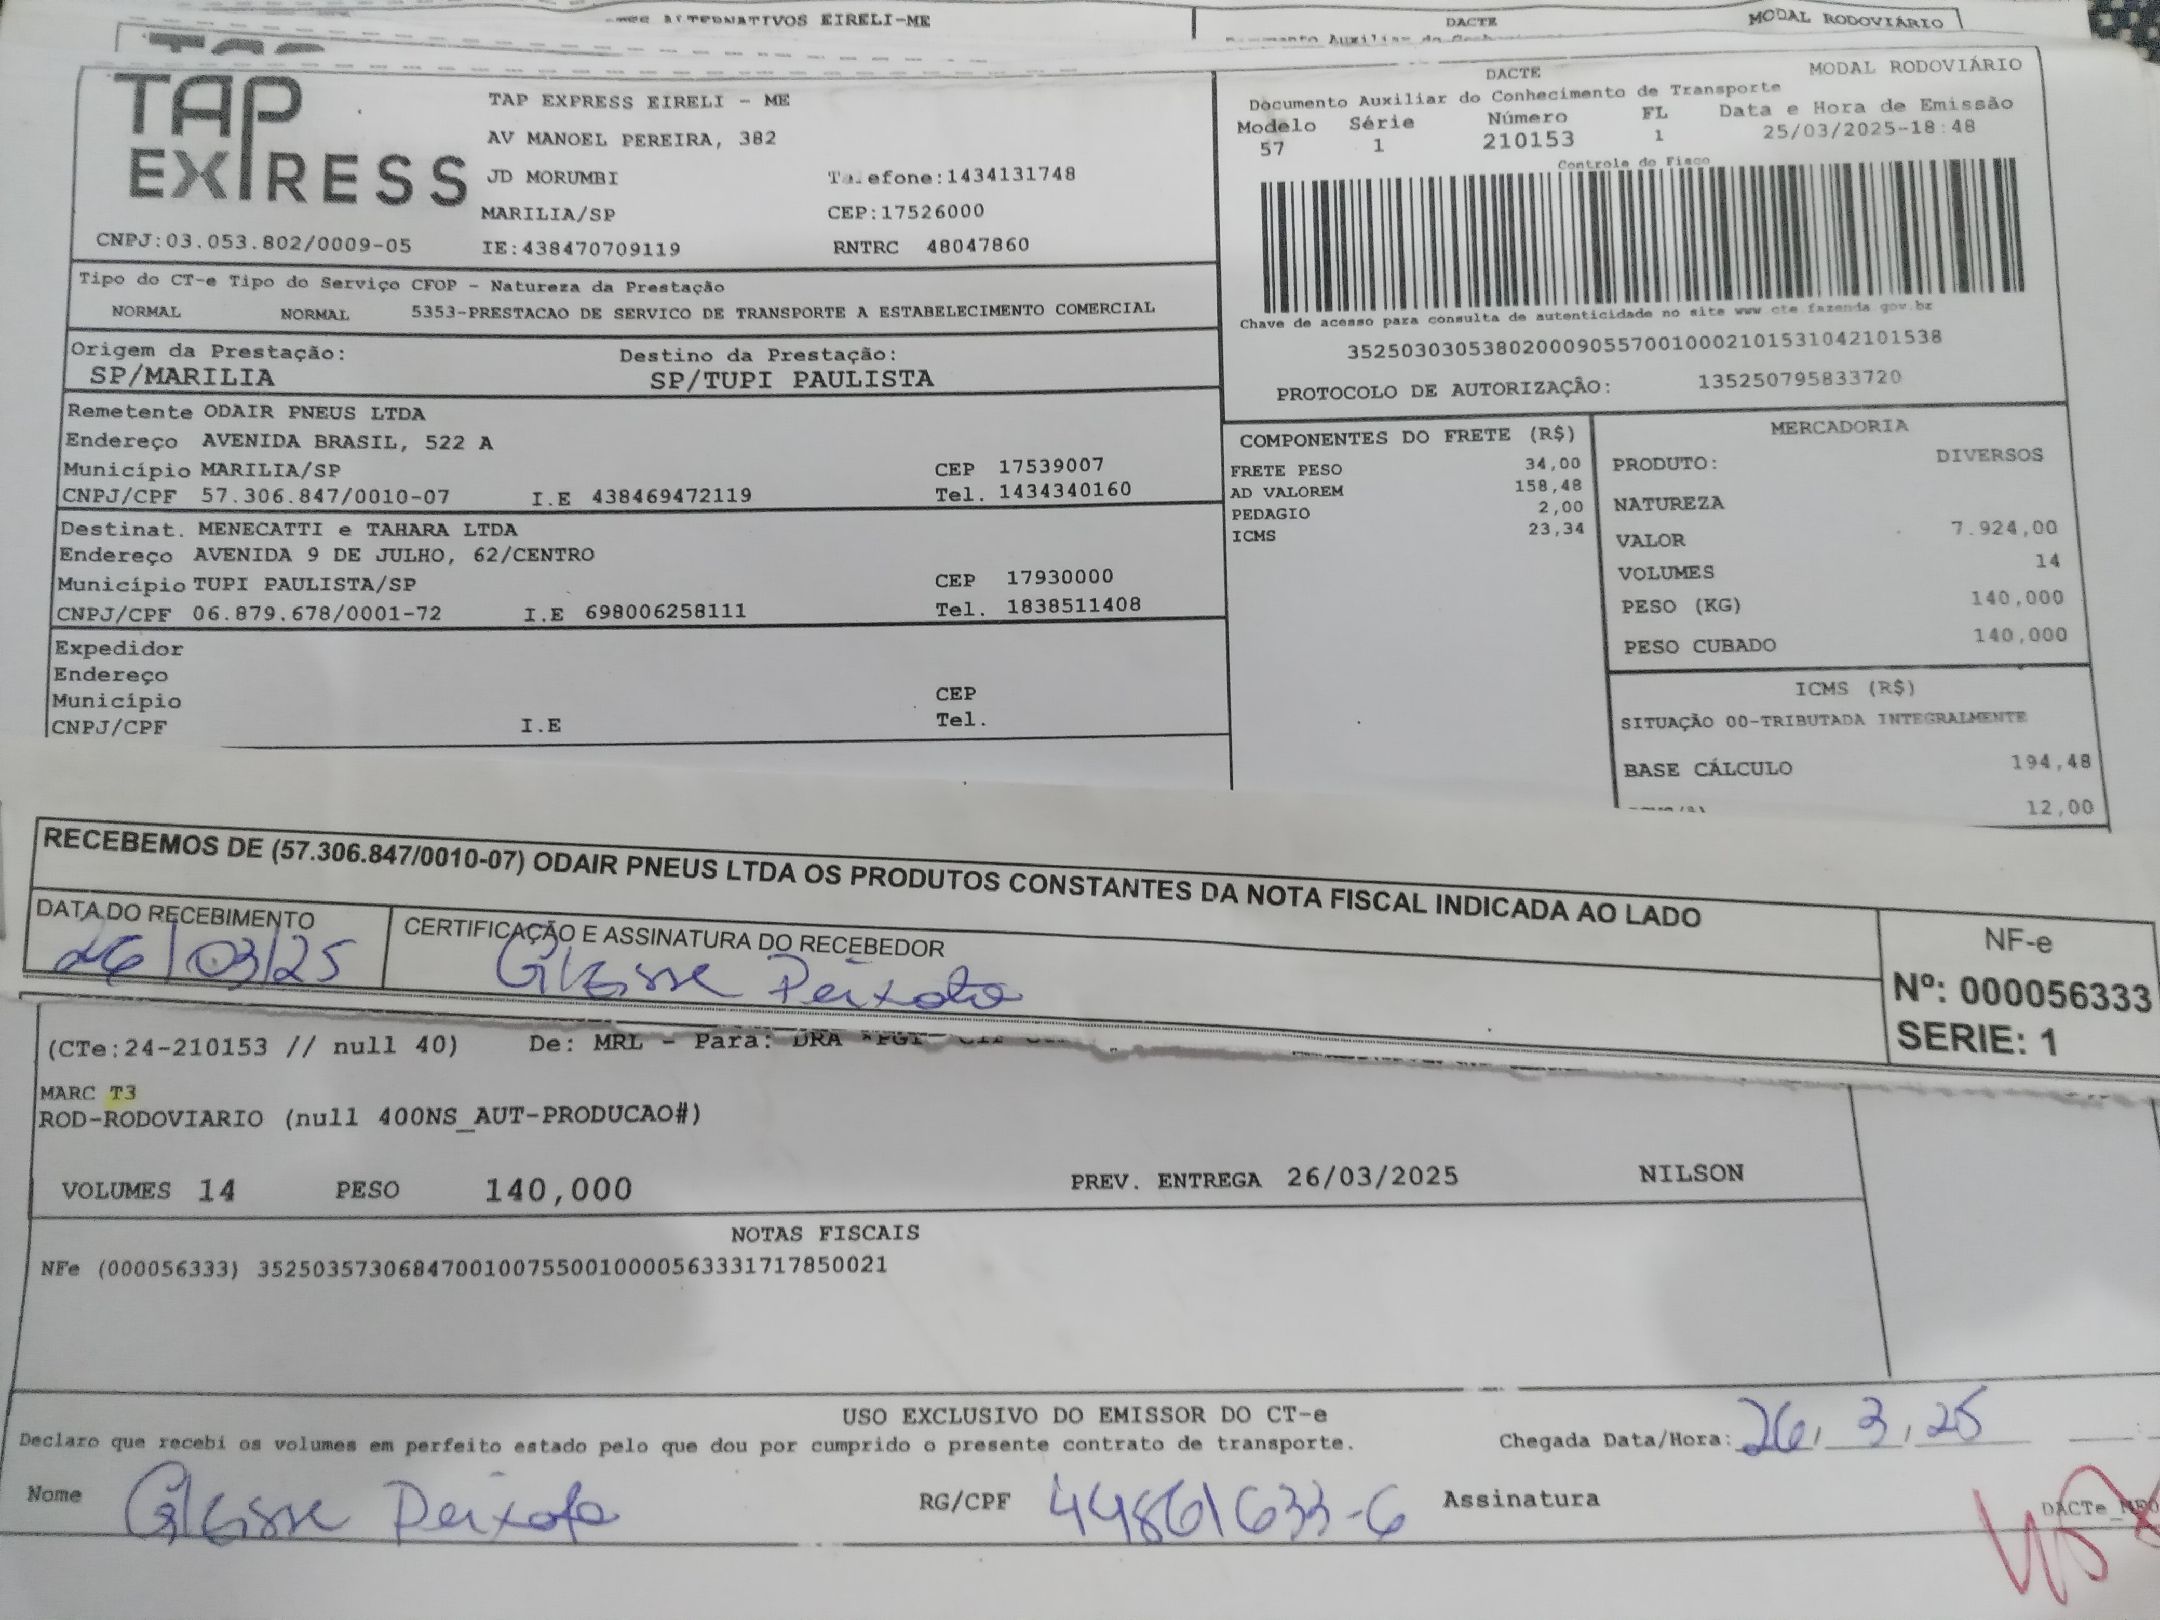 ALTERNATIVOS EIRELI-ME
DACTE
MODAL RODOVIÁRIO
TAP
EXPRESS
TAP EXPRESS EIRELI - ME
AV MANOEL PEREIRA, 382
JD MORUMBI Telefone:1434131748
MARILIA/SP CEP:17526000
CNPJ:03.053.802/0009-05 IE:438470709119 RNTRC 48047860
DACTE MODAL RODOVIÁRIO
Documento Auxiliar do Conhecimento de Transporte
Modelo Série Número FL Data e Hora de Emissão
57 1 210153 1 25/03/2025-18:48
Controle do Fisco
Chave de acesso para consulta de autenticidade no site www cte.fazenda gov.br
35250303053802000905570010002101531042101538
PROTOCOLO DE AUTORIZAÇÃO: 135250795833720
Tipo do CT-e Tipo do Serviço CFOP - Natureza da Prestação
NORMAL NORMAL 5353-PRESTACAO DE SERVICO DE TRANSPORTE A ESTABELECIMENTO COMERCIAL
Origem da Prestação: Destino da Prestação:
SP/MARILIA SP/TUPI PAULISTA
Remetente ODAIR PNEUS LTDA
Endereço AVENIDA BRASIL, 522 A
Município MARILIA/SP CEP 17539007
CNPJ/CPF 57.306.847/0010-07 I.E 438469472119 Tel. 1434340160
Destinat. MENECATTI e TAHARA LTDA
Endereço AVENIDA 9 DE JULHO, 62/CENTRO
Município TUPI PAULISTA/SP CEP 17930000
CNPJ/CPF 06.879.678/0001-72 I.E 698006258111 Tel. 1838511408
Expedidor
Endereço
Município CEP
CNPJ/CPF I.E Tel.
COMPONENTES DO FRETE (R$)
FRETE PESO 34,00
AD VALOREM 158,48
PEDAGIO 2,00
ICMS 23,34
MERCADORIA
PRODUTO: DIVERSOS
NATUREZA
VALOR 7.924,00
VOLUMES 14
PESO (KG) 140,000
PESO CUBADO 140,000
ICMS (R$)
SITUAÇÃO 00-TRIBUTADA INTEGRALMENTE
BASE CÁLCULO 194,48
12,00
RECEBEMOS DE (57.306.847/0010-07) ODAIR PNEUS LTDA OS PRODUTOS CONSTANTES DA NOTA FISCAL INDICADA AO LADO
DATA DO RECEBIMENTO CERTIFICAÇÃO E ASSINATURA DO RECEBEDOR
26/03/25 Gleisse Peixoto
NF-e
Nº: 000056333
SERIE: 1
(CTe:24-210153 // null 40) De: MRL - Para: DRA
MARC T3
ROD-RODOVIARIO (null 400NS_AUT-PRODUCAO#)
VOLUMES 14 PESO 140,000 PREV. ENTREGA 26/03/2025 NILSON
NOTAS FISCAIS
NFe (000056333) 35250357306847001007550010000563331717850021
USO EXCLUSIVO DO EMISSOR DO CT-e
Declaro que recebi os volumes em perfeito estado pelo que dou por cumprido o presente contrato de transporte. Chegada Data/Hora: 26, 3, 25
Nome Gleisse Peixoto RG/CPF 44861633-6 Assinatura